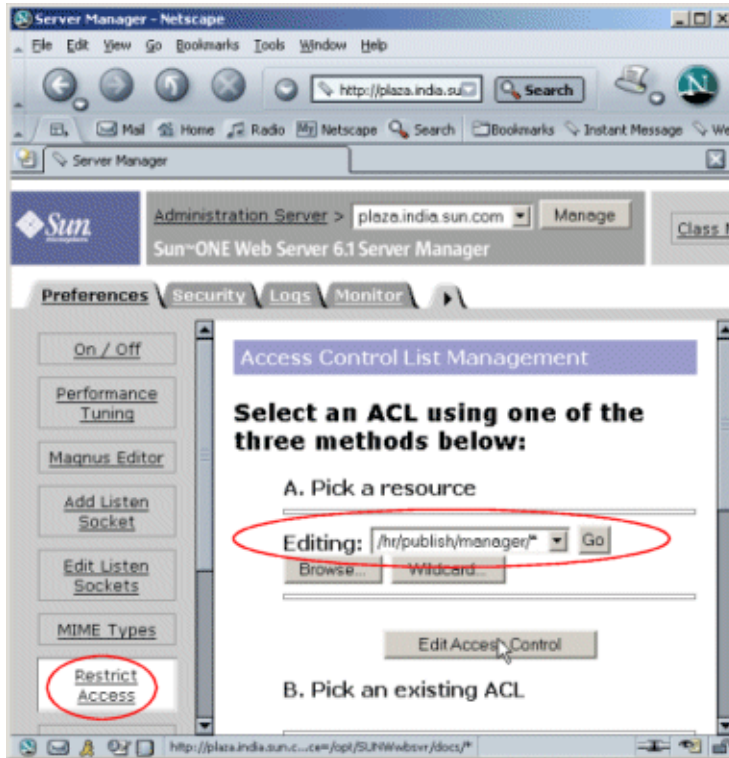 Server Manager - Netscape
File Edit View Go Bookmarks Tools Window Help
http://plaza.india.su
Search
Mail Home Radio My Netscape Search Bookmarks Instant Message We
Server Manager
Sun
microsystems
Administration Server > plaza.india.sun.com Manage
Class M
Sun™ONE Web Server 6.1 Server Manager
Preferences Security Logs Monitor
On / Off
Performance
Tuning
Magnus Editor
Add Listen
Socket
Edit Listen
Sockets
MIME Types
Restrict
Access
Access Control List Management
Select an ACL using one of the
three methods below:
A. Pick a resource
Editing: /hr/publish/manager/* Go
Browse... Wildcard...
Edit Access Control
B. Pick an existing ACL
http://plaza.india.sun.c...ce=/opt/SUNWwbsvr/docs/*